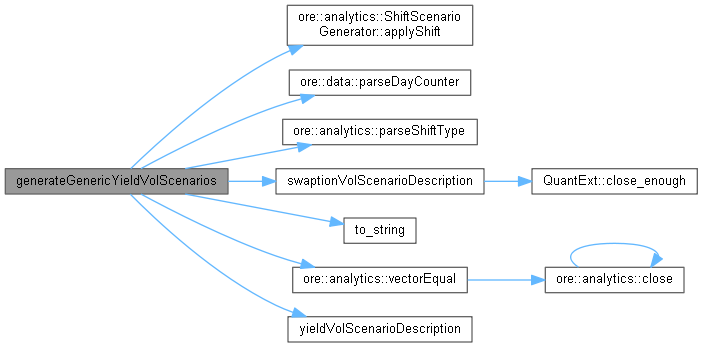 ore::analytics::ShiftScenario
Generator::applyShift
ore::data::parseDayCounter
ore::analytics::parseShiftType
generateGenericYieldVolScenarios
swaptionVolScenarioDescription
QuantExt::close_enough
to_string
ore::analytics::vectorEqual
ore::analytics::close
yieldVolScenarioDescription